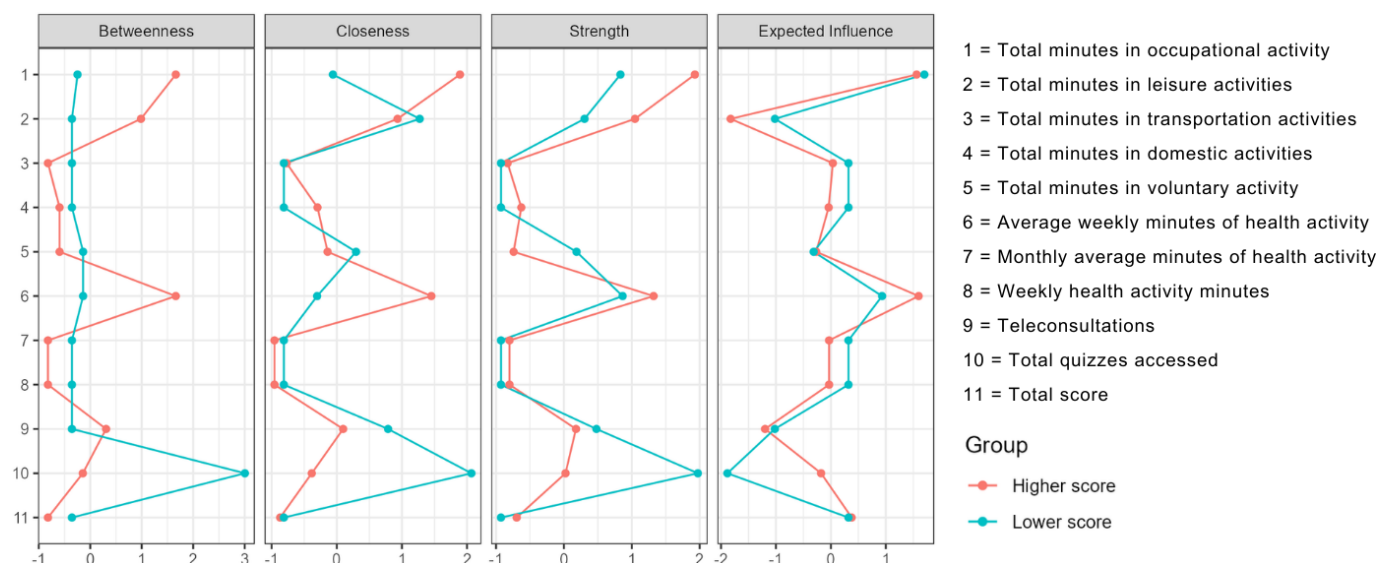 Betweenness Closeness Strength Expected Influence
1
2
3
4
5
6
7
8
9
10
11
-1 0 1 2 3 -1 0 1 2 -1 0 1 2 -2 -1 0 1
1 = Total minutes in occupational activity
2 = Total minutes in leisure activities
3 = Total minutes in transportation activities
4 = Total minutes in domestic activities
5 = Total minutes in voluntary activity
6 = Average weekly minutes of health activity
7 = Monthly average minutes of health activity
8 = Weekly health activity minutes
9 = Teleconsultations
10 = Total quizzes accessed
11 = Total score
Group
Higher score
Lower score